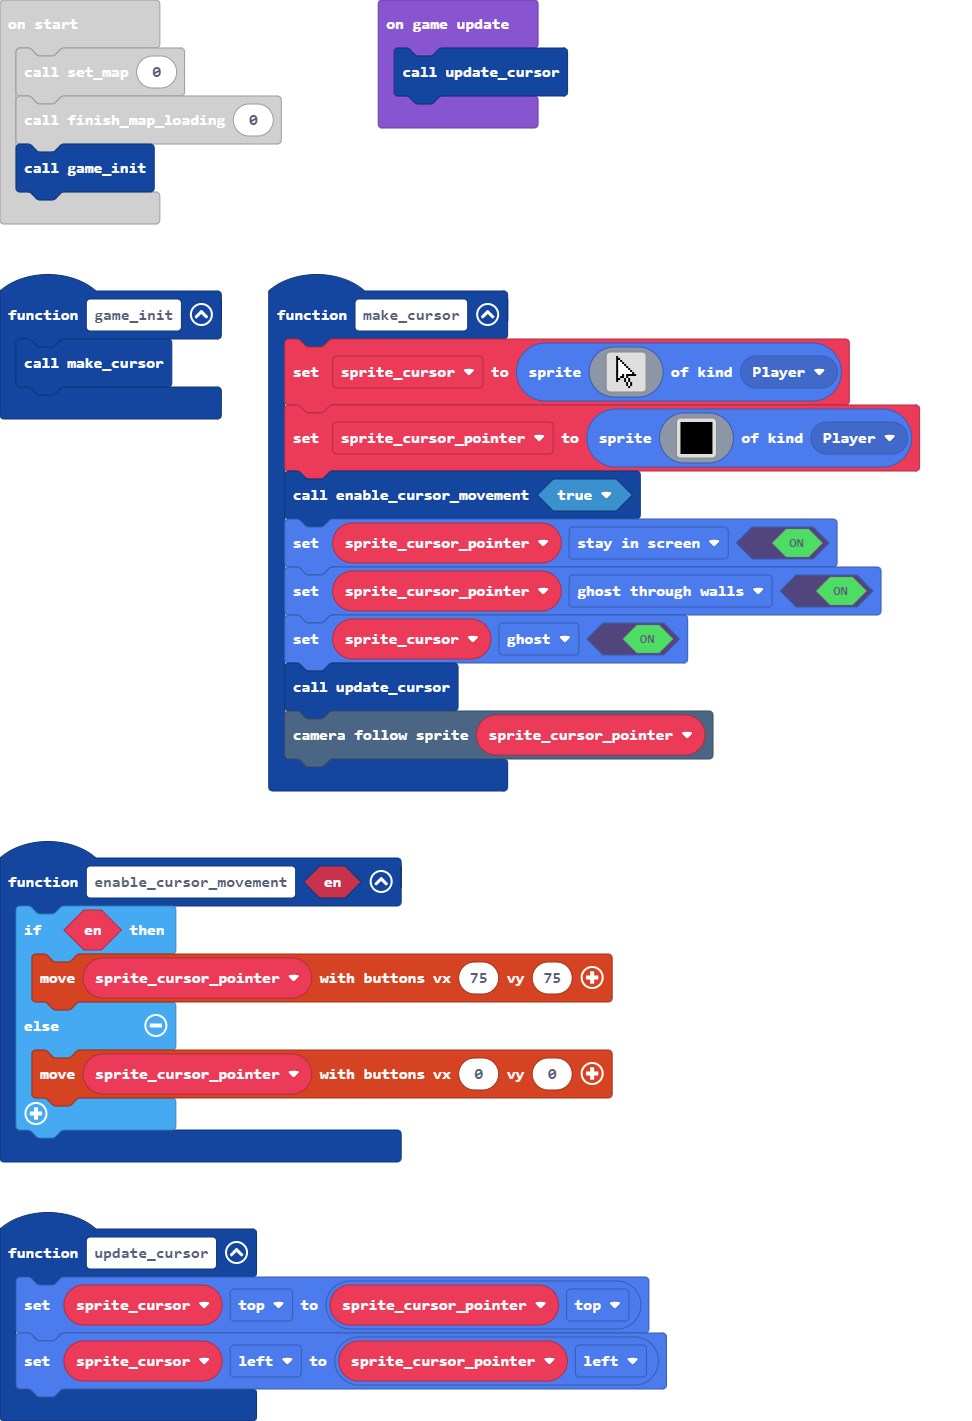 on start
call set_map 0
call finish_map_loading 0
call game_init
on game update
call update_cursor
function game_init
call make_cursor
function make_cursor
set sprite_cursor to sprite of kind Player
set sprite_cursor_pointer to sprite of kind Player
call enable_cursor_movement true
set sprite_cursor_pointer stay in screen ON
set sprite_cursor_pointer ghost through walls ON
set sprite_cursor ghost ON
call update_cursor
camera follow sprite sprite_cursor_pointer
function enable_cursor_movement en
if en then
move sprite_cursor_pointer with buttons vx 75 vy 75
else
move sprite_cursor_pointer with buttons vx 0 vy 0
function update_cursor
set sprite_cursor top to sprite_cursor_pointer top
set sprite_cursor left to sprite_cursor_pointer left